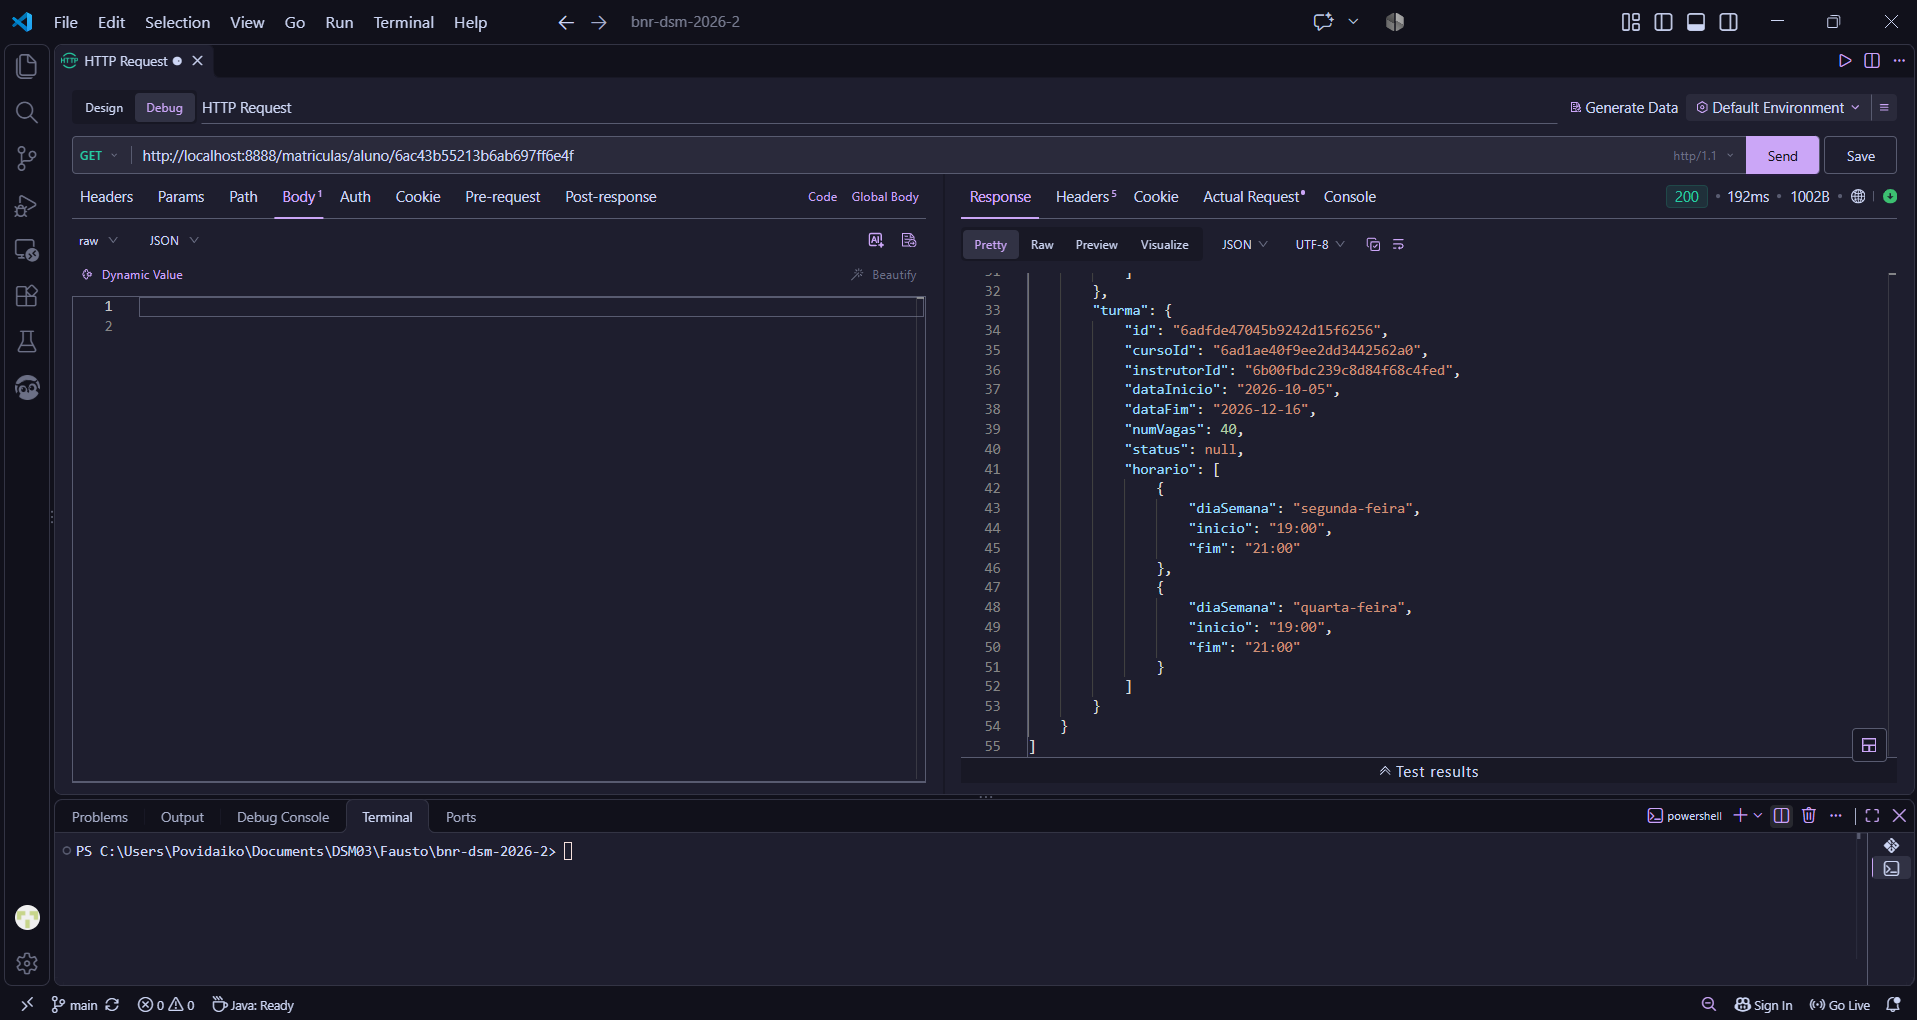 File Edit Selection View Go Run Terminal Help bnr-dsm-2026-2
HTTP Request
Design Debug HTTP Request Generate Data Default Environment
GET http://localhost:8888/matriculas/aluno/6ac43b55213b6ab697ff6e4f http/1.1 Send Save
Headers Params Path Body 1 Auth Cookie Pre-request Post-response Code Global Body
raw JSON
Dynamic Value Beautify
1
2
Response Headers 5 Cookie Actual Request Console 200 192ms 1002B
Pretty Raw Preview Visualize JSON UTF-8
31 ]
32 },
33 "turma": {
34 "id": "6adfde47045b9242d15f6256",
35 "cursoId": "6ad1ae40f9ee2dd3442562a0",
36 "instrutorId": "6b00fbdc239c8d84f68c4fed",
37 "dataInicio": "2026-10-05",
38 "dataFim": "2026-12-16",
39 "numVagas": 40,
40 "status": null,
41 "horario": [
42 {
43 "diaSemana": "segunda-feira",
44 "inicio": "19:00",
45 "fim": "21:00"
46 },
47 {
48 "diaSemana": "quarta-feira",
49 "inicio": "19:00",
50 "fim": "21:00"
51 }
52 ]
53 }
54 }
55 ]
Test results
Problems Output Debug Console Terminal Ports powershell
PS C:\Users\Povidaiko\Documents\DSM03\Fausto\bnr-dsm-2026-2>
main 0 0 Java: Ready Sign In Go Live